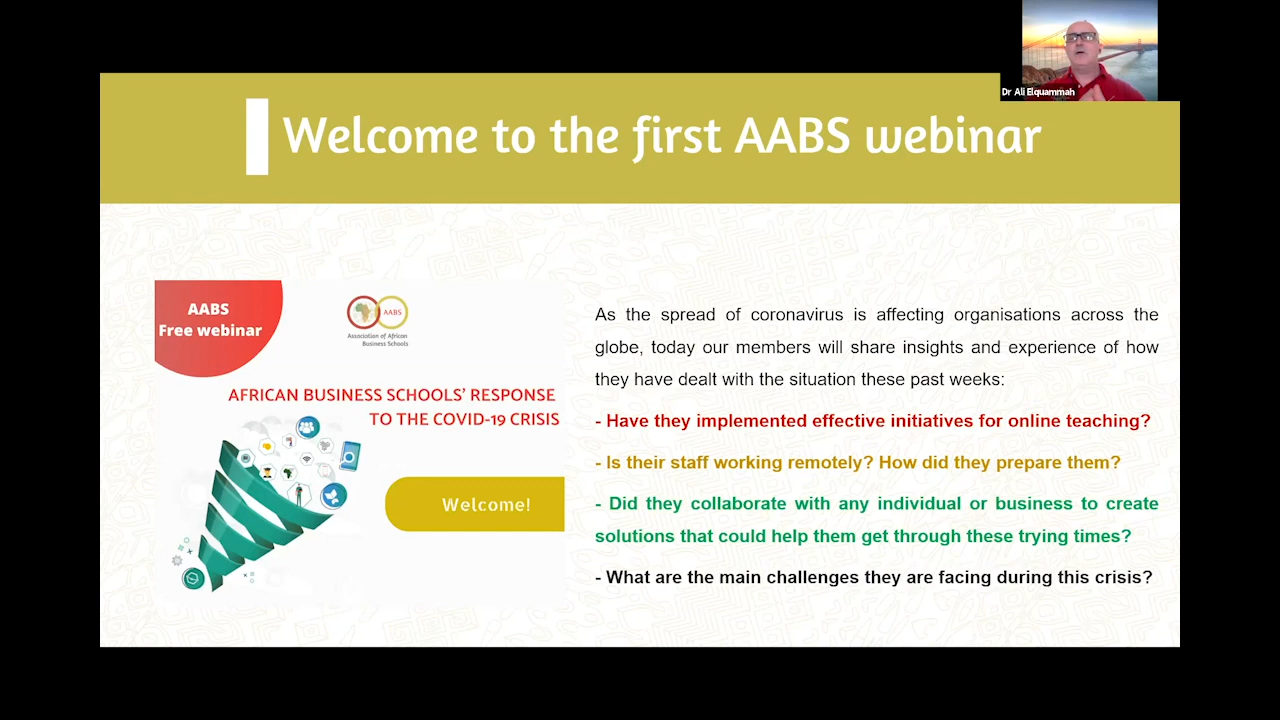 Dr Ali Elquammah
Welcome to the first AABS webinar
AABS
Free webinar
AABS
Association of African
Business Schools
AFRICAN BUSINESS SCHOOLS’ RESPONSE
TO THE COVID-19 CRISIS
Welcome!
As the spread of coronavirus is affecting organisations across the
globe, today our members will share insights and experience of how
they have dealt with the situation these past weeks:
- Have they implemented effective initiatives for online teaching?
- Is their staff working remotely? How did they prepare them?
- Did they collaborate with any individual or business to create
solutions that could help them get through these trying times?
- What are the main challenges they are facing during this crisis?